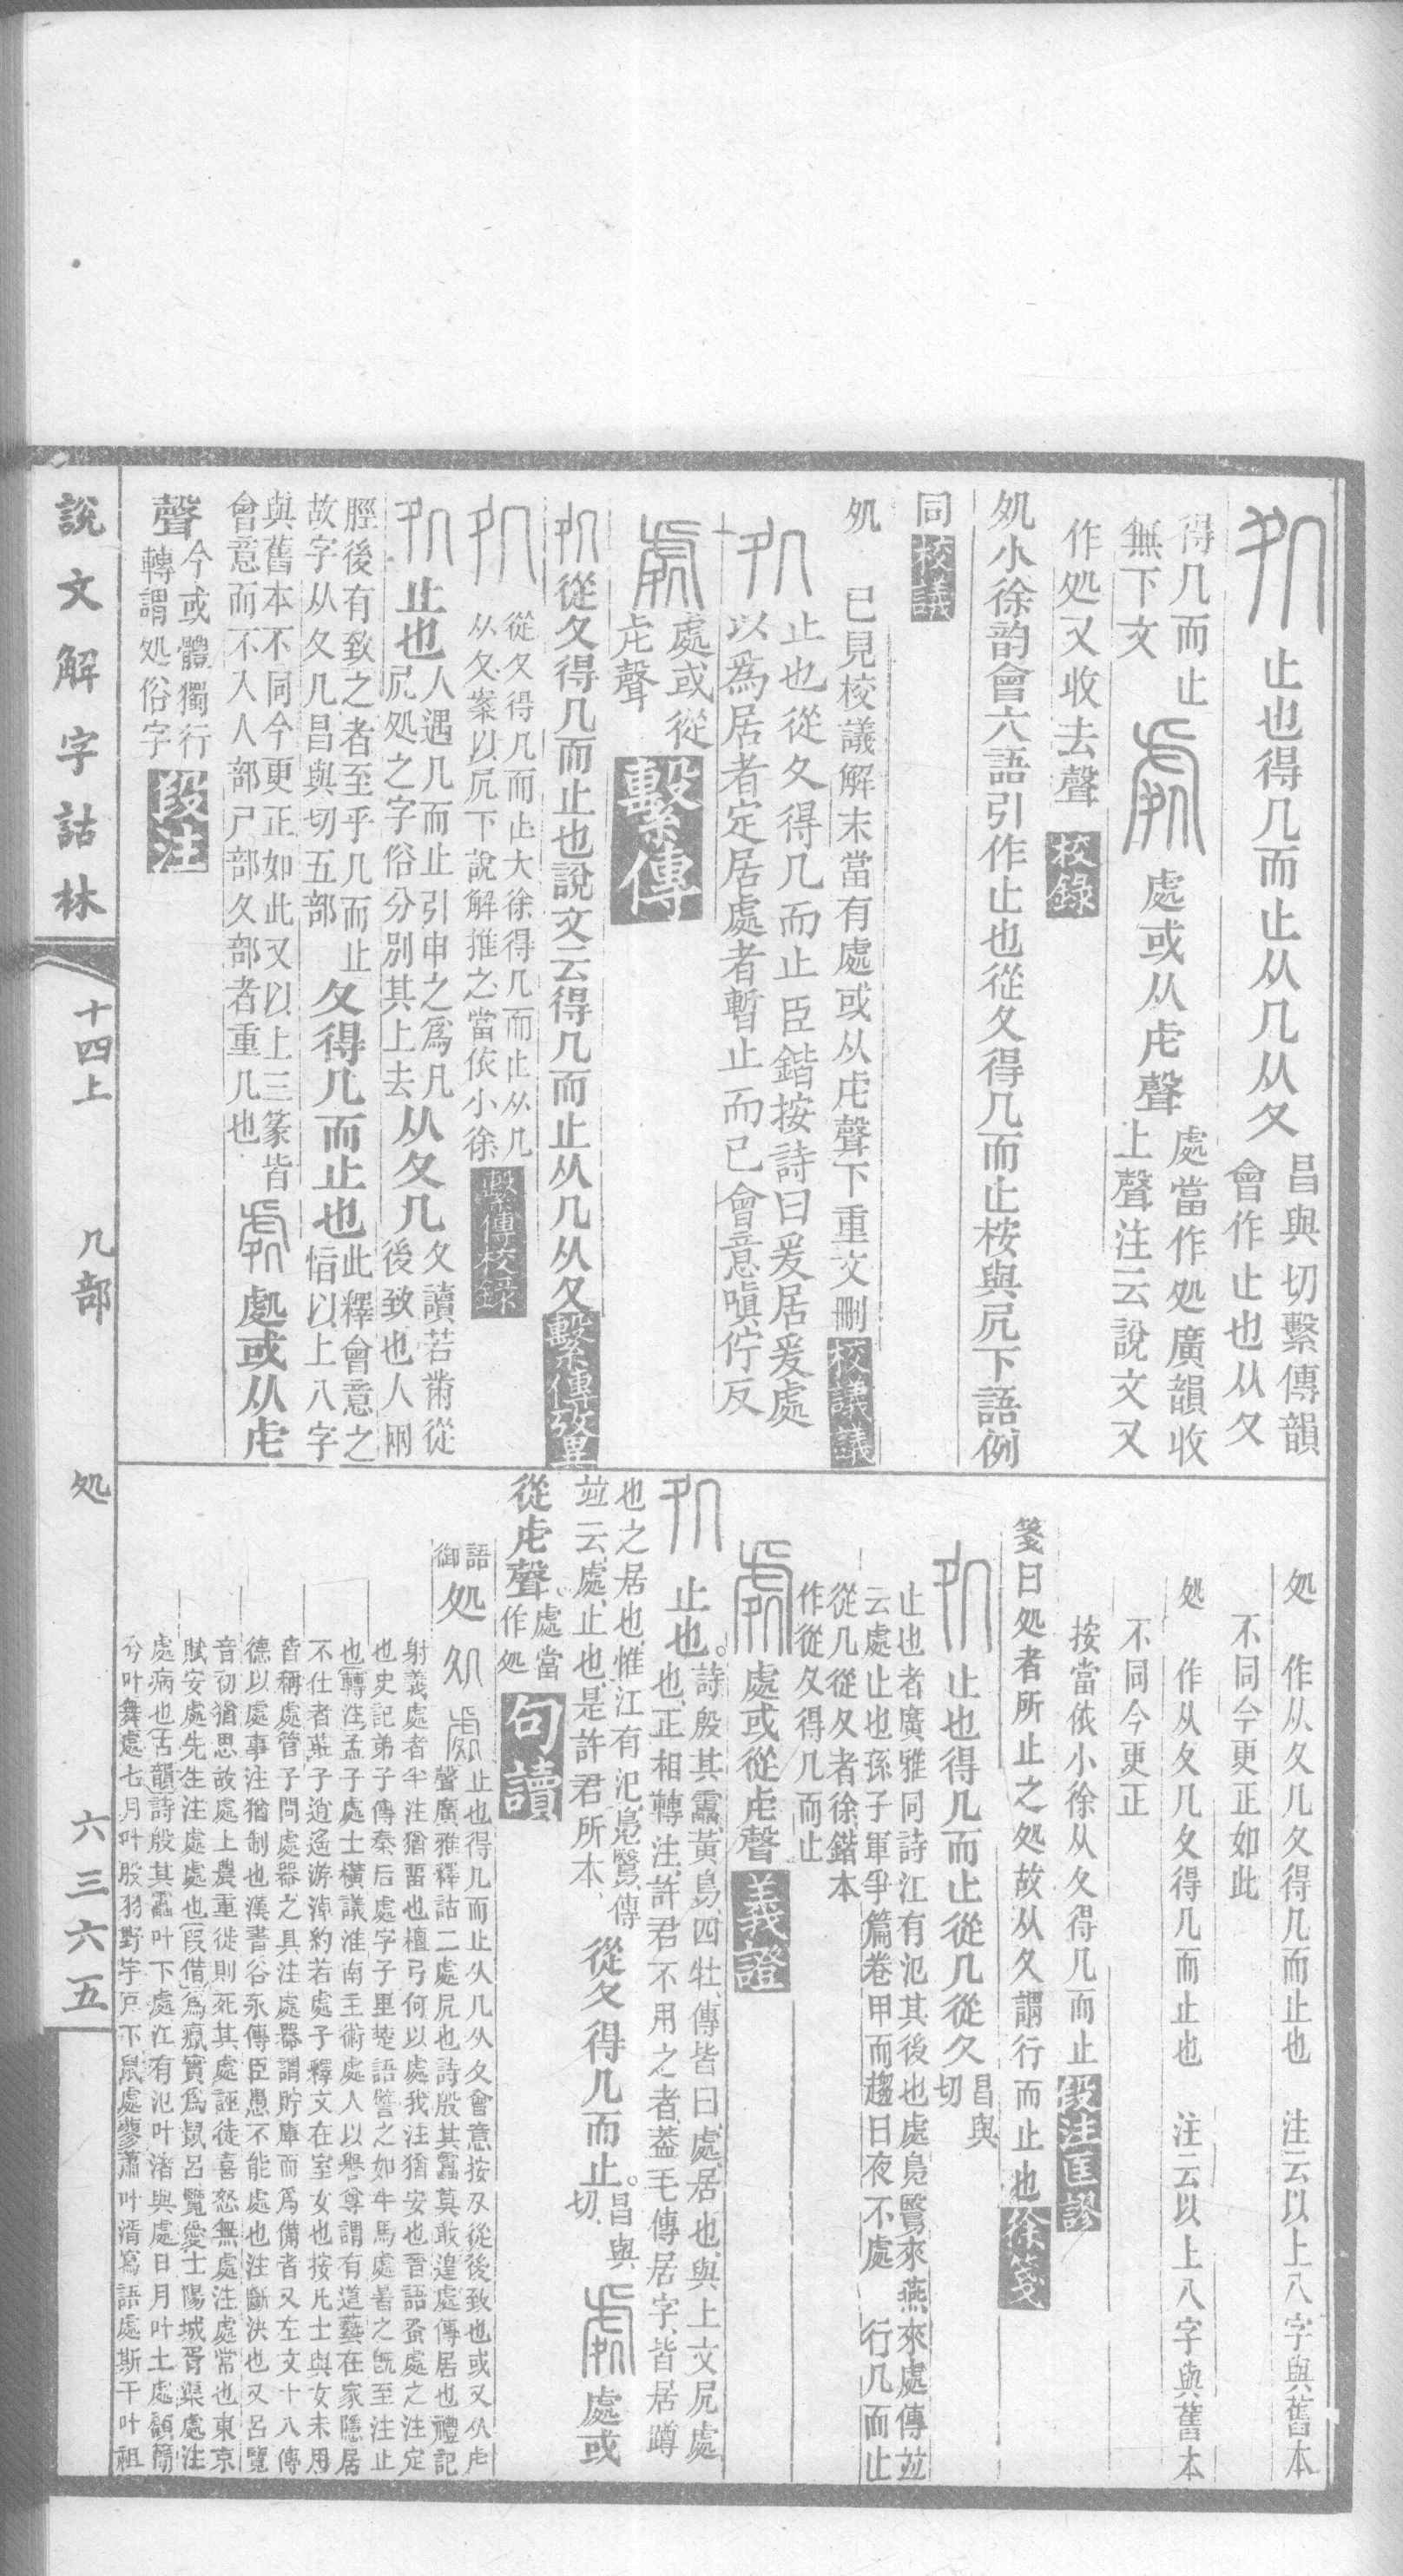 止也得几而止从几从夊
昌與切繫傳韻
會作止也从夊
得几而止
無下文
處或从虍聲
處當作処廣韻收
上聲注云說文又
作処又收去聲
校錄
処小徐韵會六語引作止也從夊得几而止桉與凥下語例
同
校議
処 已見校議解末當有處或从虍聲下重文刪
校議議
止也從夊得几而止臣鍇按詩曰爰居爰處
以爲居者定居處者暫止而已會意嗔佇反
處或從
虍聲
繫傳
從夊得几而止也說文云得几而止从几从夊
繫傳攷異
從夊得几而止大徐得几而止从几
从夊案以凥下說解推之當依小徐
繫傳校錄
止也
人遇几而止引申之爲凡
凥処之字俗分別其上去
从夊几
夊讀若黹從
後致也人兩
脛後有致之者至乎几而止
故字从夊几昌與切五部
夊得几而止也
此釋會意之
恉以上八字
與舊本不同今更正如此又以上三篆皆
會意而不入人部尸部夊部者重几也
處或从虍
聲
今或體獨行
轉謂処俗字
段注
処 作从夊几夊得几而止也 注云以上八字與舊本
不同今更正如此
処 作从夊几夊得几而止也 注云以上八字與舊本
不同今更正
按當依小徐从夊得几而止
段注匡謬
箋曰処者所止之処故从夊謂行而止也
徐箋
止也得几而止從几從夊
昌與
切
止也者廣雅同詩江有汜其後也處鳧鷖來燕來處傳竝
云處止也孫子軍爭篇卷甲而趨日夜不處 行几而止
從几從夊者徐鍇本
作從夊得几而止
處或從虍聲
義證
止也。
詩殷其靁、黃鳥、四牡、傳皆曰、處、居也、與上文凥處
也、正相轉注、許君不用之者、葢毛傳居字、皆居蹲
也之居也、惟江有汜、鳧鷖、傳
竝云、處、止也、是許君所本、
從夊得几而止。
昌與
切、
處或
從虍聲。
處當
作処
句讀
語
御
処
止也得几而止从几从夊會意按夊從後致也或又从虍
聲廣雅釋詁二處凥也詩殷其靁莫敢遑處傳居也禮記
射義處者半注猶畱也檀弓何以處我注猶安也晉語蚤處之注定
也史記弟子傳秦后處字子里楚語譬之如牛馬處暑之旣至注止
也轉注孟子處士橫議淮南主術處人以譽尊謂有道藝在家隱居
不仕者莊子逍遙游淖約若處子釋文在室女也按凡士與女未用
皆稱處管子問處器之具注處器謂貯庫而爲備者又左文十八傳
德以處事注猶制也漢書谷永傳臣愚不能處也注斷決也又呂覽
音初猶思故處上農重徙則死其處誣徒喜怒無處注處常也東京
賦安處先生注處處也叚借爲癙實爲鼠呂覽愛士陽城胥渠處注
處病也古韻詩殷其靁叶下處江有汜叶渚與處日月叶土處顧簡
兮叶舞處七月叶股羽野宇戶下鼠處蓼蕭叶湑寫語處斯干叶祖
說文解字詁林
十四上
几部
処
六三六五